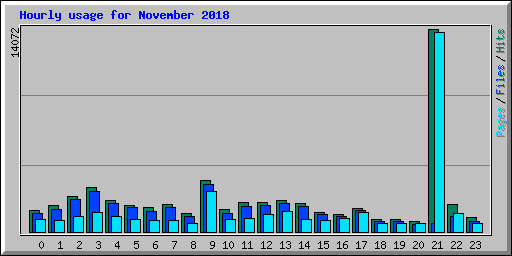 Hourly usage for November 2018
14072
Pages/Files/Hits
0 1 2 3 4 5 6 7 8 9 10 11 12 13 14 15 16 17 18 19 20 21 22 23